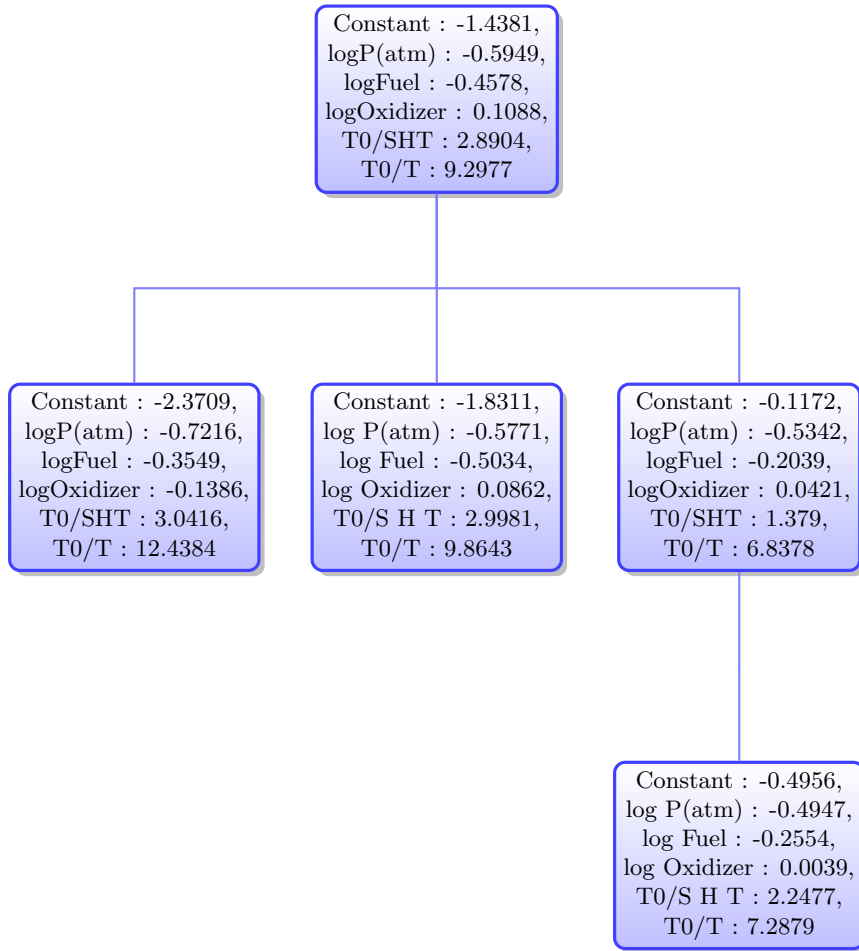 Constant : -1.4381,
logP(atm) : -0.5949,
logFuel : -0.4578,
logOxidizer : 0.1088,
T0/SHT : 2.8904,
T0/T : 9.2977
Constant : -2.3709,
logP(atm) : -0.7216,
logFuel : -0.3549,
logOxidizer : -0.1386,
T0/SHT : 3.0416,
T0/T : 12.4384
Constant : -1.8311,
log P(atm) : -0.5771,
log Fuel : -0.5034,
log Oxidizer : 0.0862,
T0/S H T : 2.9981,
T0/T : 9.8643
Constant : -0.1172,
logP(atm) : -0.5342,
logFuel : -0.2039,
logOxidizer : 0.0421,
T0/SHT : 1.379,
T0/T : 6.8378
Constant : -0.4956,
log P(atm) : -0.4947,
log Fuel : -0.2554,
log Oxidizer : 0.0039,
T0/S H T : 2.2477,
T0/T : 7.2879